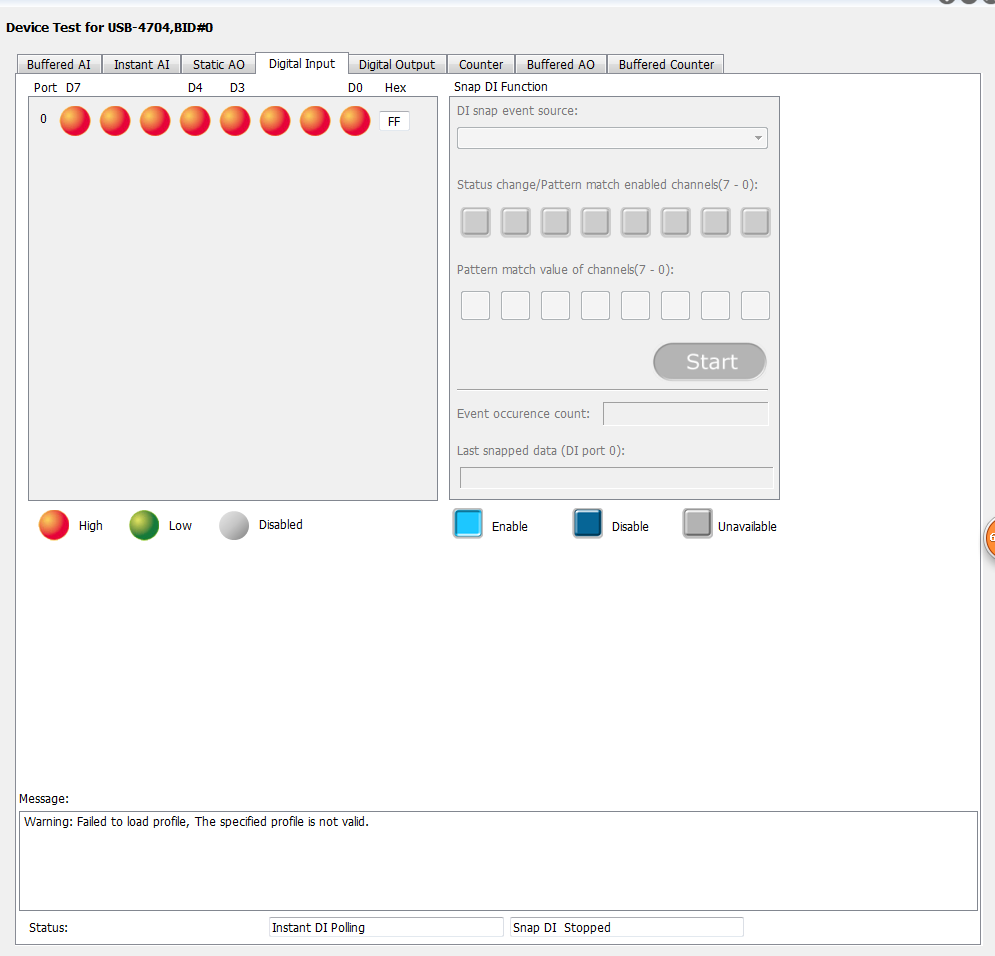 Device Test for USB-4704,BID#0
Buffered AI Instant AI Static AO Digital Input Digital Output Counter Buffered AO Buffered Counter
Port D7 D4 D3 D0 Hex
0 FF
Snap DI Function
DI snap event source:
Status change/Pattern match enabled channels(7 - 0):
Pattern match value of channels(7 - 0):
Start
Event occurence count:
Last snapped data (DI port 0):
High Low Disabled
Enable Disable Unavailable
Message:
Warning: Failed to load profile, The specified profile is not valid.
Status: Instant DI Polling Snap DI Stopped